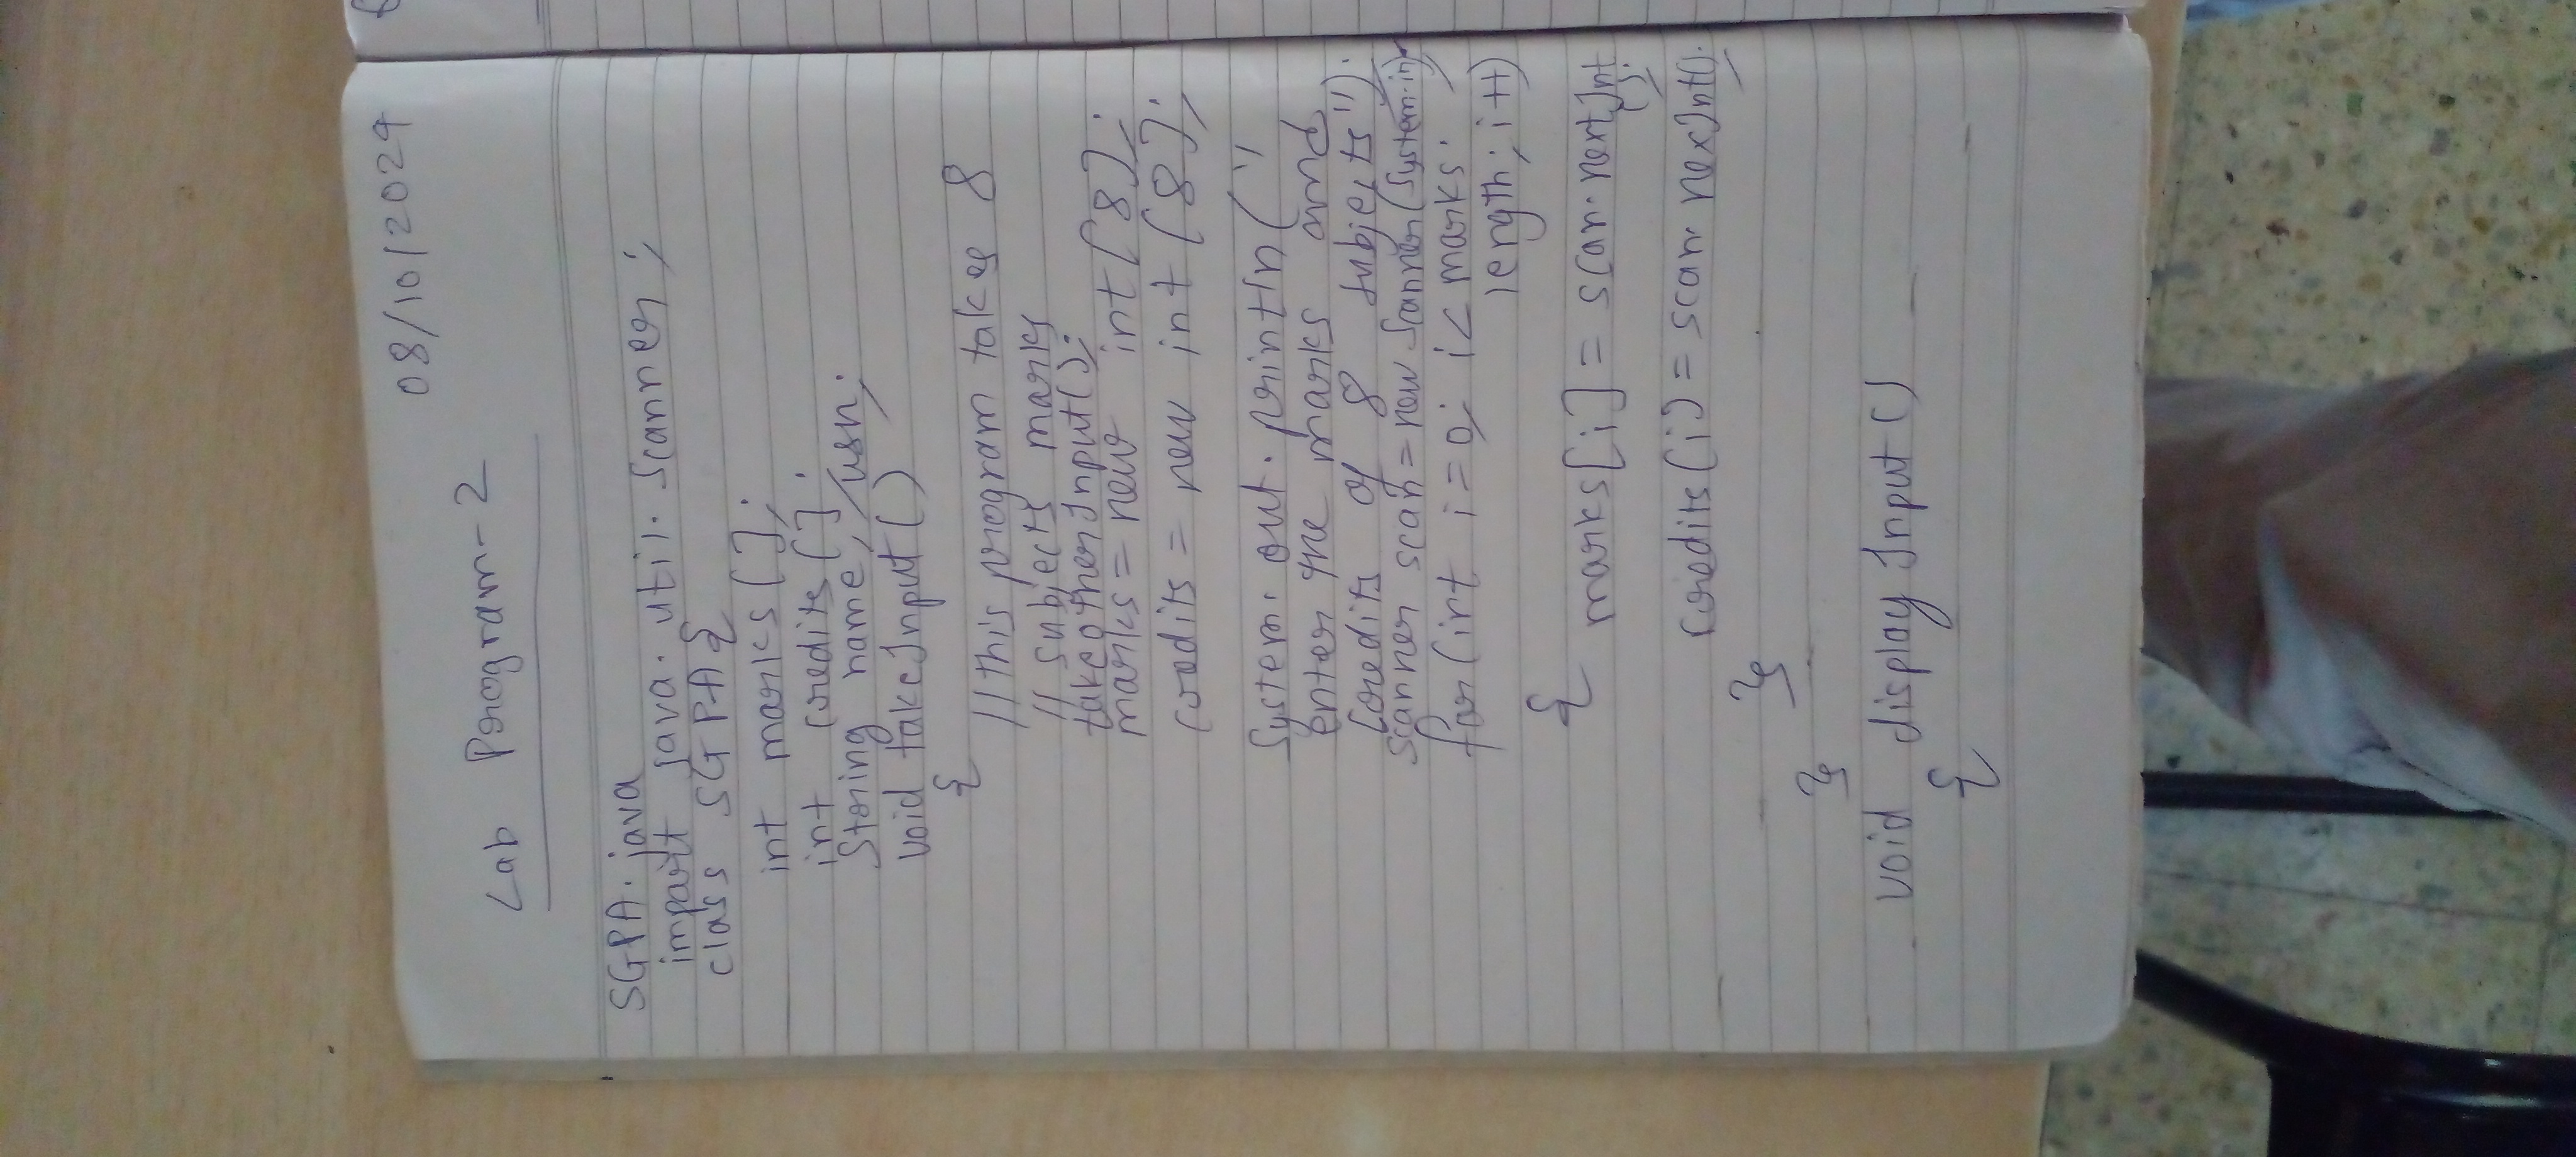 08/10/2024
Lab Program-2
SGPA.java
import java.util.Scanner;
class SGPA {
int marks[];
int credits[];
String name, usn;
void takeInput()
{
//this program takes 8
// subjects marks
takeotherInput();
marks = new int[8];
credits = new int[8];
System.out.println("
enter the marks and
Credits of 8 subjects");
Scanner scan = new Scanner(System.in);
for(int i=0; i< marks.
length; i++)
{
marks[i] = scan.nextInt
();
credits[i] = scan nextInt();
}
}
void displayInput()
{